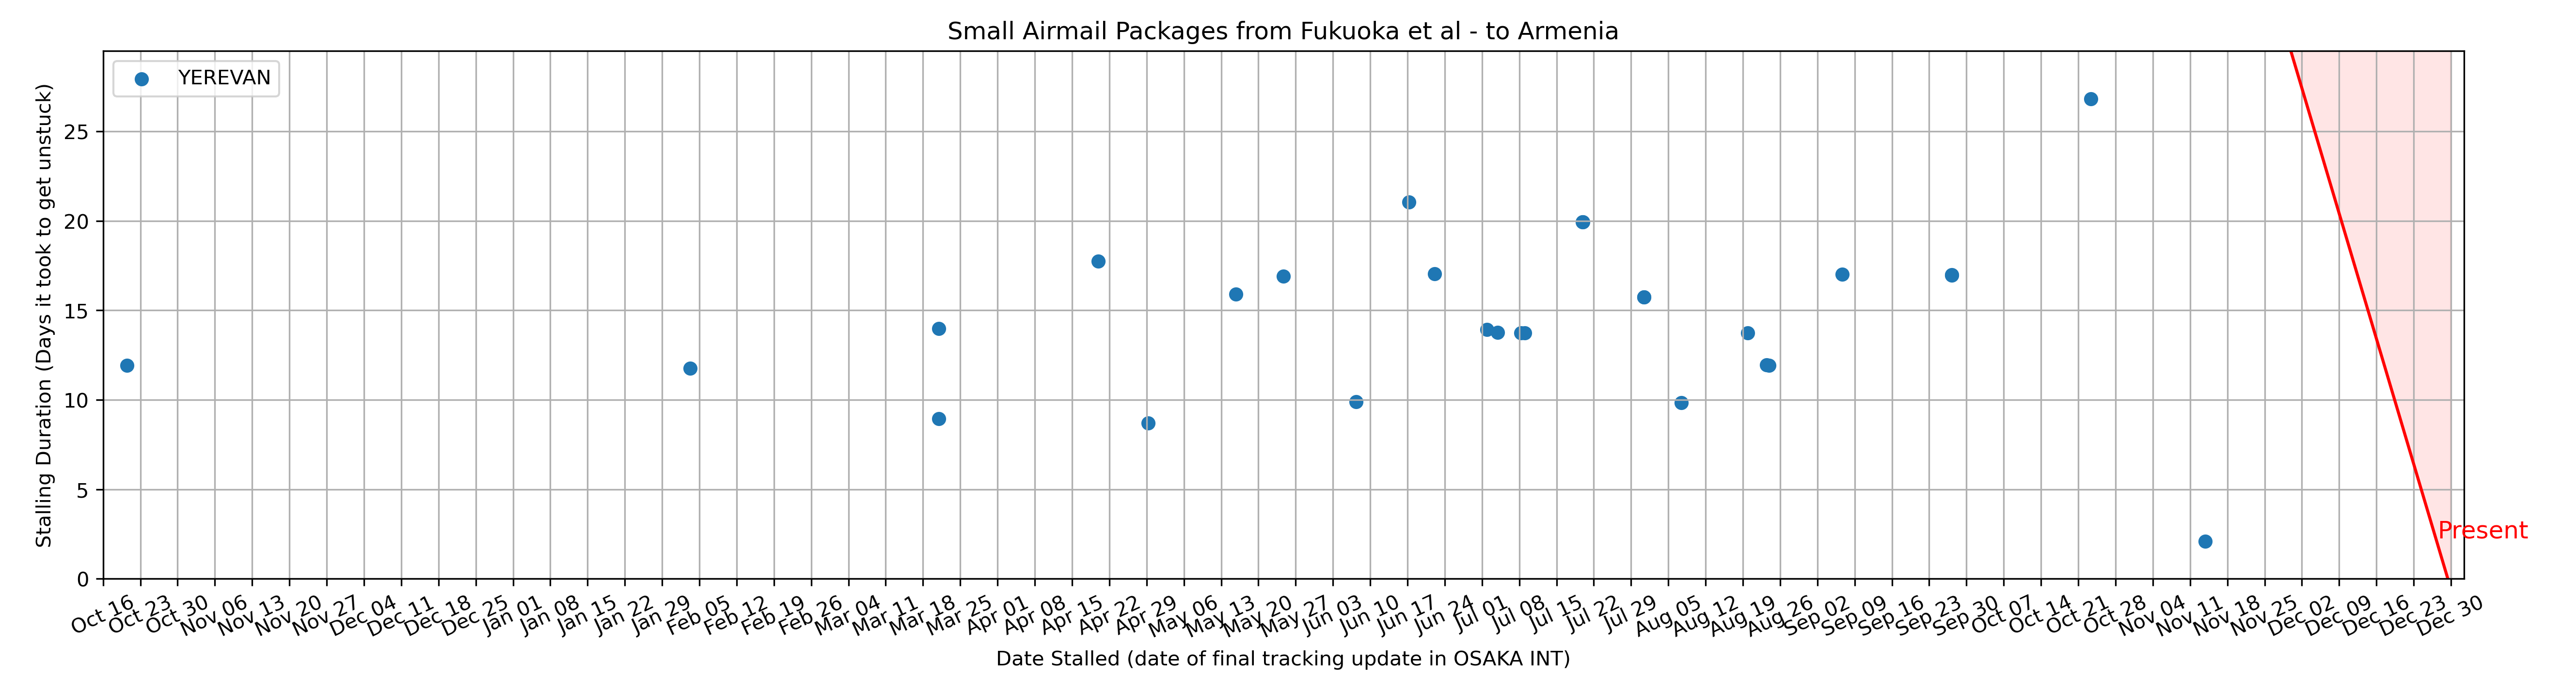 Small Airmail Packages from Fukuoka et al - to Armenia
YEREVAN
Stalling Duration (Days it took to get unstuck)
25
20
15
10
5
0
Present
Oct 16
Oct 23
Oct 30
Nov 06
Nov 13
Nov 20
Nov 27
Dec 04
Dec 11
Dec 18
Dec 25
Jan 01
Jan 08
Jan 15
Jan 22
Jan 29
Feb 05
Feb 12
Feb 19
Feb 26
Mar 04
Mar 11
Mar 18
Mar 25
Apr 01
Apr 08
Apr 15
Apr 22
Apr 29
May 06
May 13
May 20
May 27
Jun 03
Jun 10
Jun 17
Jun 24
Jul 01
Jul 08
Jul 15
Jul 22
Jul 29
Aug 05
Aug 12
Aug 19
Aug 26
Sep 02
Sep 09
Sep 16
Sep 23
Sep 30
Oct 07
Oct 14
Oct 21
Oct 28
Nov 04
Nov 11
Nov 18
Nov 25
Dec 02
Dec 09
Dec 16
Dec 23
Dec 30
Date Stalled (date of final tracking update in OSAKA INT)